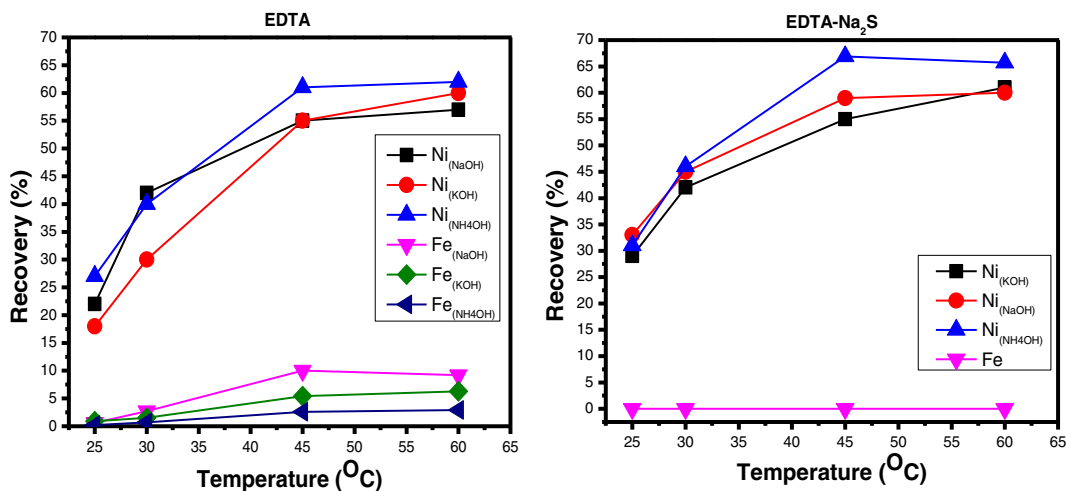 EDTA
70
65
60
55
50
45
40
35
30
25
20
15
10
5
0
Recovery (%)
Ni(NaOH)
Ni(KOH)
Ni(NH4OH)
Fe(NaOH)
Fe(KOH)
Fe(NH4OH)
25 30 35 40 45 50 55 60 65
Temperature (OC)
EDTA-Na2S
70
65
60
55
50
45
40
35
30
25
20
15
10
5
0
Recovery (%)
Ni(KOH)
Ni(NaOH)
Ni(NH4OH)
Fe
25 30 35 40 45 50 55 60 65
Temperature (OC)